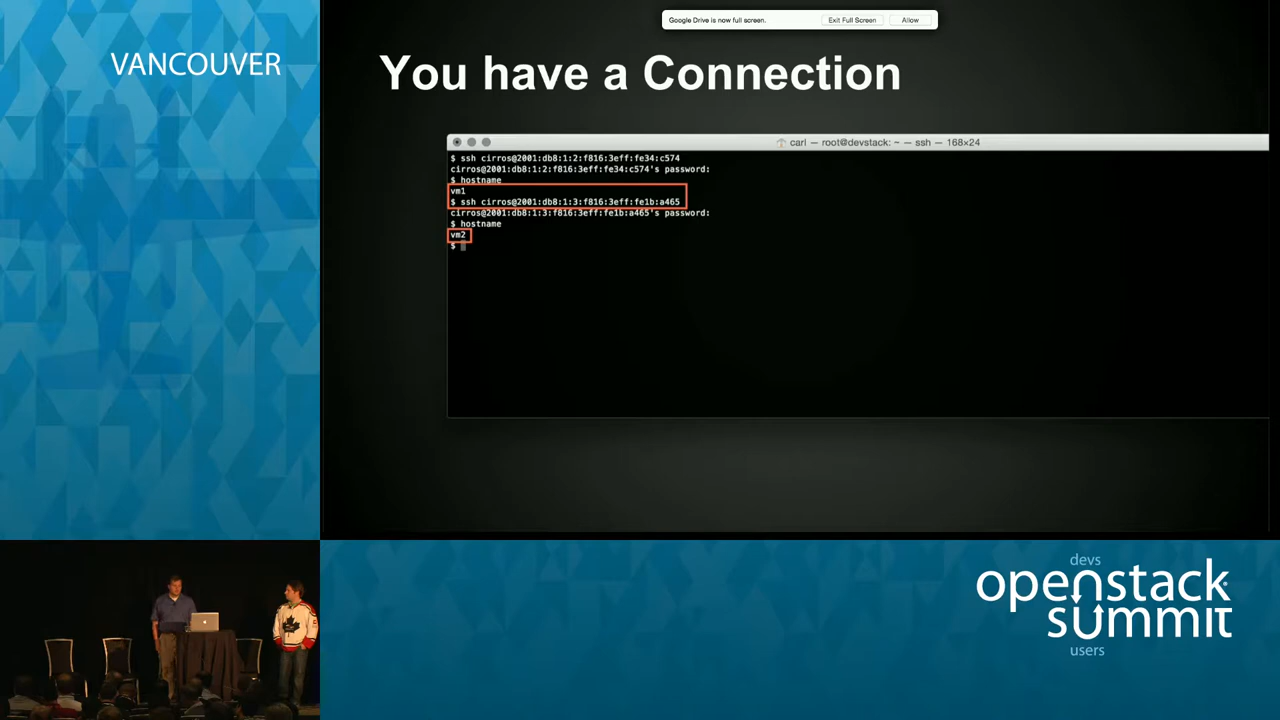 VANCOUVER
Google Drive is now full screen.
Exit Full Screen
Allow
You have a Connection
carl — root@devstack: ~ — ssh — 168×24
$ ssh cirros@2001:db8:1:2:f816:3eff:fe34:c574
cirros@2001:db8:1:2:f816:3eff:fe34:c574's password:
$ hostname
vm1
$ ssh cirros@2001:db8:1:3:f816:3eff:fe1b:a465
cirros@2001:db8:1:3:f816:3eff:fe1b:a465's password:
$ hostname
vm2
$
devs
openstack
summit
users